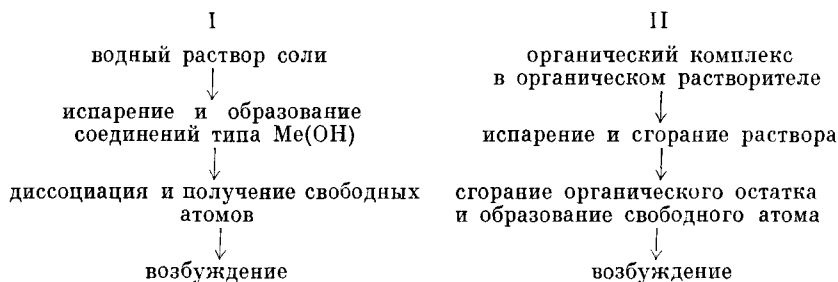 I
водный раствор соли
испарение и образование
соединений типа Me(OH)
диссоциация и получение свободных
атомов
возбуждение
II
органический комплекс
в органическом растворителе
испарение и сгорание раствора
сгорание органического остатка
и образование свободного атома
возбуждение